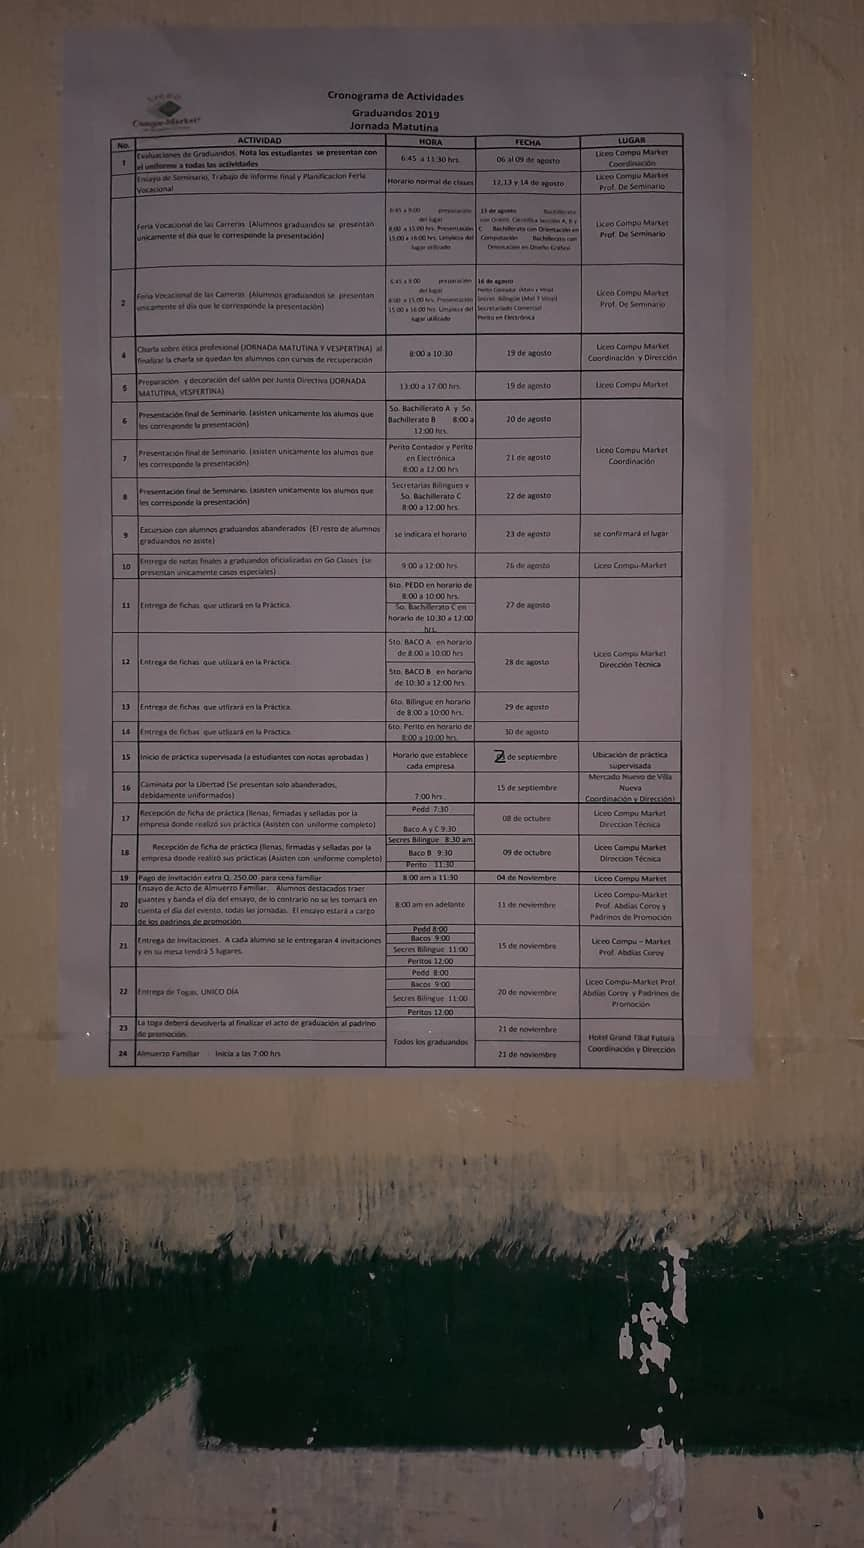 Compu-Market
Cronograma de Actividades
Graduandos 2019
Jornada Matutina
No. ACTIVIDAD HORA FECHA LUGAR
1 Evaluaciones de Graduandos. Nota los estudiantes se presentan con
el uniforme a todas las actividades
6:45 a 11:30 hrs.
06 al 09 de agosto
Liceo Compu Market
Coordinación
Ensayo de Seminario, Trabajo de informe final y Planificacion Feria
Vocacional
Horario normal de clases
12,13 y 14 de agosto
Liceo Compu Market
Prof. De Seminario
Feria Vocacional de las Carreras (Alumnos graduandos se presentan
unicamente el dia que le corresponde la presentación)
6:45 a 8:00 preparación
del lugar
8:00 a 15:00 hrs. Presentación
15:00 a 16:00 hrs. Limpieza del
lugar utilizado
15 de agosto Bachillerato
con Orient. Científica Sección A, B y
C Bachillerato con Orientación en
Computación Bachillerato con
Orientación en Diseño Gráfico
Liceo Compu Market
Prof. De Seminario
2 Feria Vocacional de las Carreras (Alumnos graduandos se presentan
unicamente el dia que le corresponde la presentación)
6:45 a 8:00 preparación
del lugar
8:00 a 15:00 hrs. Presentación
15:00 a 16:00 hrs. Limpieza del
lugar utilizado
16 de agosto
Perito Contador (Mat y Vesp)
Secret. Bilingüe (Mat Y Vesp)
Secretariado Comercial
Perito en Electrónica
Liceo Compu Market
Prof. De Seminario
4 Charla sobre ética profesional (JORNADA MATUTINA Y VESPERTINA) al
finalizar la charla se quedan los alumnos con cursos de recuperación
8:00 a 10:30
19 de agosto
Liceo Compu Market
Coordinación y Dirección
5 Preparación y decoración del salón por Junta Directiva (JORNADA
MATUTINA, VESPERTINA)
13:00 a 17:00 hrs.
19 de agosto
Liceo Compu Market
6 Presentación final de Seminario. (asisten unicamente los alumos que
les corresponde la presentación)
5o. Bachillerato A y 5o.
Bachillerato B 8:00 a
12:00 hrs.
20 de agosto
7 Presentación final de Seminario. (asisten unicamente los alumos que
les corresponde la presentación)
Perito Contador y Perito
en Electrónica
8:00 a 12:00 hrs
21 de agosto
Liceo Compu Market
Coordinación
8 Presentación final de Seminario. (asisten unicamente los alumos que
les corresponde la presentación)
Secretarias Bilingues y
5o. Bachillerato C
8:00 a 12:00 hrs.
22 de agosto
9 Excursión con alumnos graduandos abanderados (El resto de alumnos
graduandos no asiste)
se indicara el horario
23 de agosto
se confirmará el lugar
10 Entrega de notas finales a graduandos oficializadas en Go Clases (se
presentan unicamente casos especiales)
9:00 a 12:00 hrs
26 de agosto
Liceo Compu-Market
11 Entrega de fichas que utlizará en la Práctica.
6to. PEDD en horario de
8:00 a 10:00 hrs.
5o. Bachillerato C en
horario de 10:30 a 12:00
hrs.
27 de agosto
12 Entrega de fichas que utlizará en la Práctica.
5to. BACO A en horario
de 8:00 a 10:00 hrs
5to. BACO B en horario
de 10:30 a 12:00 hrs
28 de agosto
Liceo Compu Market
Dirección Técnica
13 Entrega de fichas que utlizará en la Práctica.
6to. Bilingue en horario
de 8:00 a 10:00 hrs.
29 de agosto
14 Entrega de fichas que utlizará en la Práctica.
6to. Perito en horario de
8:00 a 10:00 hrs.
30 de agosto
15 Inicio de práctica supervisada (a estudiantes con notas aprobadas )
Horario que establece
cada empresa
2 de septiembre
Ubicación de práctica
supervisada
16 Caminata por la Libertad (Se presentan solo abanderados,
debidamente uniformados)
7:00 hrs
15 de septiembre
Mercado Nuevo de Villa
Nueva
Coordinación y Dirección)
17 Recepción de ficha de práctica (llenas, firmadas y selladas por la
empresa donde realizó sus práctica (Asisten con uniforme completo)
Pedd 7:30
Baco A y C 9:30
08 de octubre
Liceo Compu Market
Direccion Técnica
18 Recepción de ficha de práctica (llenas, firmadas y selladas por la
empresa donde realizó sus prácticas (Asisten con uniforme completo)
Secres Bilingüe 8:30 am
Baco B 9:30
Perito 11:30
09 de octubre
Liceo Compu Market
Direccion Técnica
19 Pago de invitación extra Q. 250.00 para cena familiar
8:00 am a 11:30
04 de Noviembre
Liceo Compu Market
20 Ensayo de Acto de Almuerzo Familiar. Alumnos destacados traer
guantes y banda el día del ensayo, de lo contrario no se les tomará en
cuenta el día del evento, todas las jornadas. El encayo estará a cargo
de los padrinos de promoción
8:00 am en adelante
11 de noviembre
Liceo Compu-Market
Prof. Abdías Coroy y
Padrinos de Promoción
21 Entrega de Invitaciones. A cada alumno se le entregaran 4 invitaciones
y en su mesa tendrá 5 lugares.
Pedd 8:00
Bacos 9:00
Secres Bilingue 11:00
Peritos 12:00
15 de noviembre
Liceo Compu - Market
Prof. Abdías Coroy
22 Entrega de Togas, UNICO DÍA
Pedd 8:00
Bacos 9:00
Secres Bilingue 11:00
Peritos 12:00
20 de noviembre
Liceo Compu-Market Prof.
Abdías Coroy y Padrinos de
Promoción
23 La toga deberá devolverla al finalizar el acto de graduación al padrino
de promoción.
21 de noviembre
24 Almuerzo Familiar Inicia a las 7:00 hrs
Todos los graduandos
21 de noviembre
Hotel Grand Tikal Futura
Coordinación y Dirección